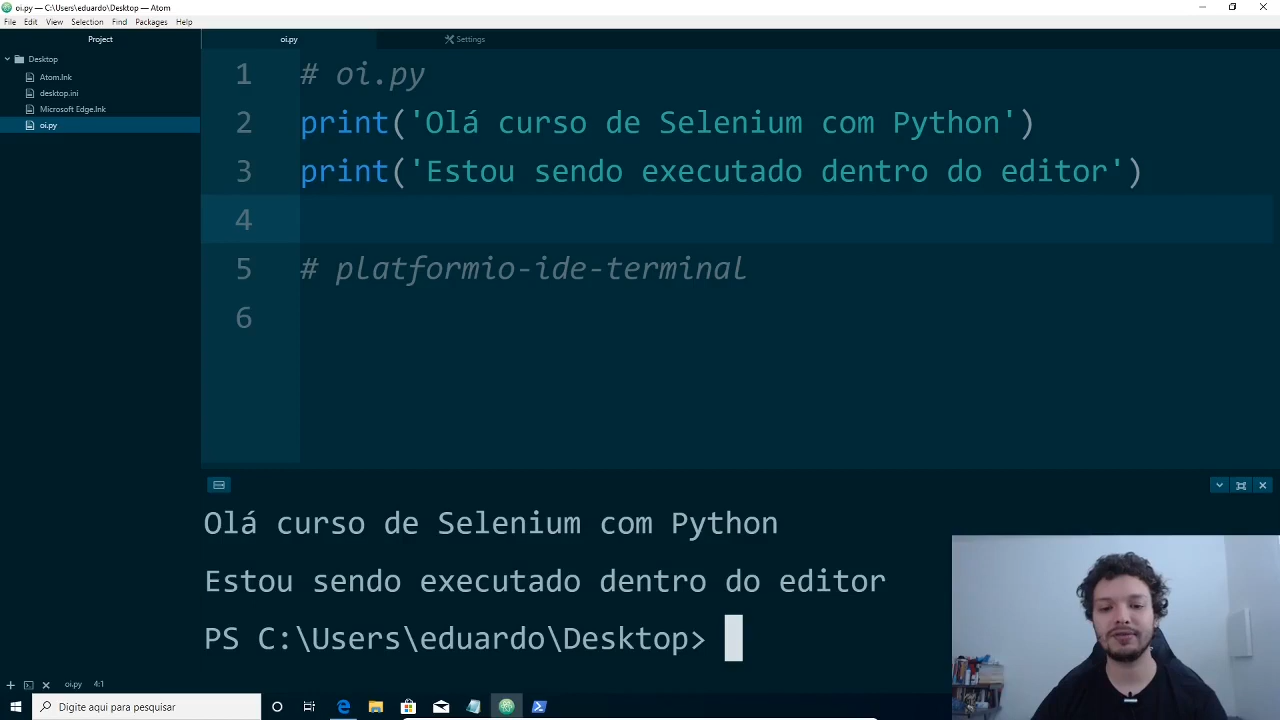 oi.py — C:\Users\eduardo\Desktop — Atom
File Edit View Selection Find Packages Help
Project
oi.py
Settings
Desktop
Atom.lnk
desktop.ini
Microsoft Edge.lnk
oi.py
1 # oi.py
2 print('Olá curso de Selenium com Python')
3 print('Estou sendo executado dentro do editor')
4
5 # platformio-ide-terminal
6
Olá curso de Selenium com Python
Estou sendo executado dentro do editor
PS C:\Users\eduardo\Desktop>
oi.py 4:1
Digite aqui para pesquisar